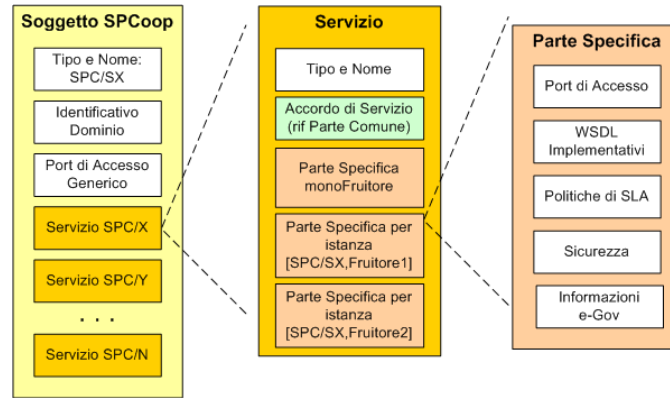 Soggetto SPCoop
Tipo e Nome:
SPC/SX
Identificativo
Dominio
Port di Accesso
Generico
Servizio SPC/X
Servizio SPC/Y
. . .
Servizio SPC/N
Servizio
Tipo e Nome
Accordo di Servizio
(rif Parte Comune)
Parte Specifica
monoFruitore
Parte Specifica per
istanza
[SPC/SX,Fruitore1]
Parte Specifica per
istanza
[SPC/SX,Fruitore2]
Parte Specifica
Port di Accesso
WSDL
Implementativi
Politiche di SLA
Sicurezza
Informazioni
e-Gov